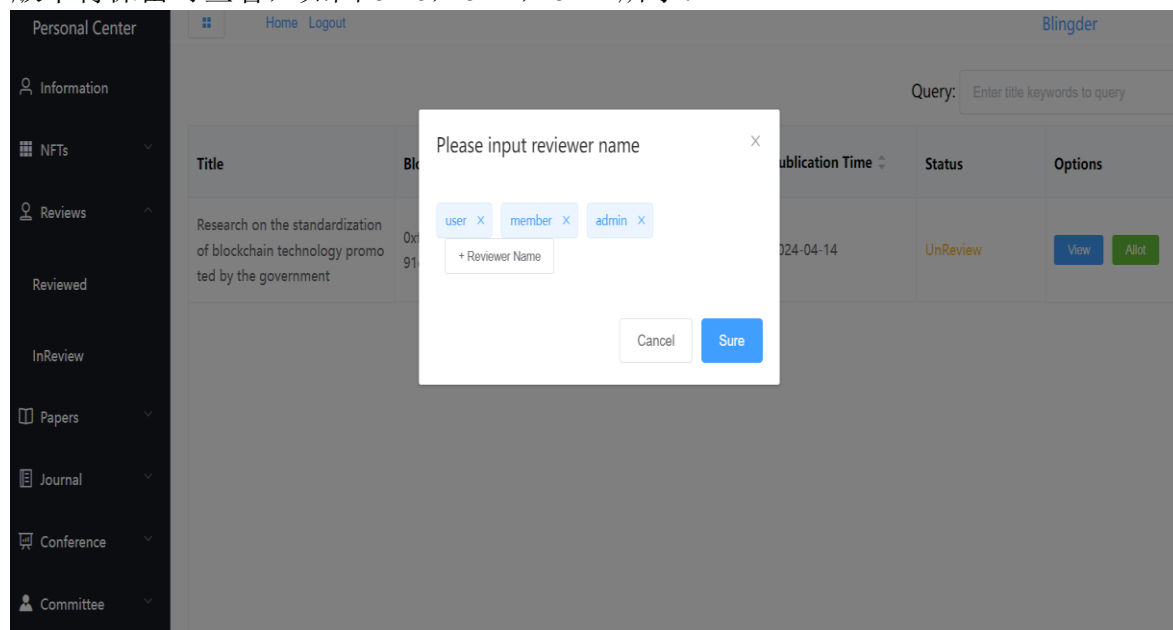 Personal Center
Home Logout
Blingder
Information
Query: Enter title keywords to query
NFTs
Please input reviewer name
X
Title
ublication Time
Status
Options
Reviews
user X member X admin X
Research on the standardization
of blockchain technology promo
ted by the government
+ Reviewer Name
024-04-14
UnReview
View
Allot
Reviewed
Cancel
Sure
InReview
Papers
Journal
Conference
Committee